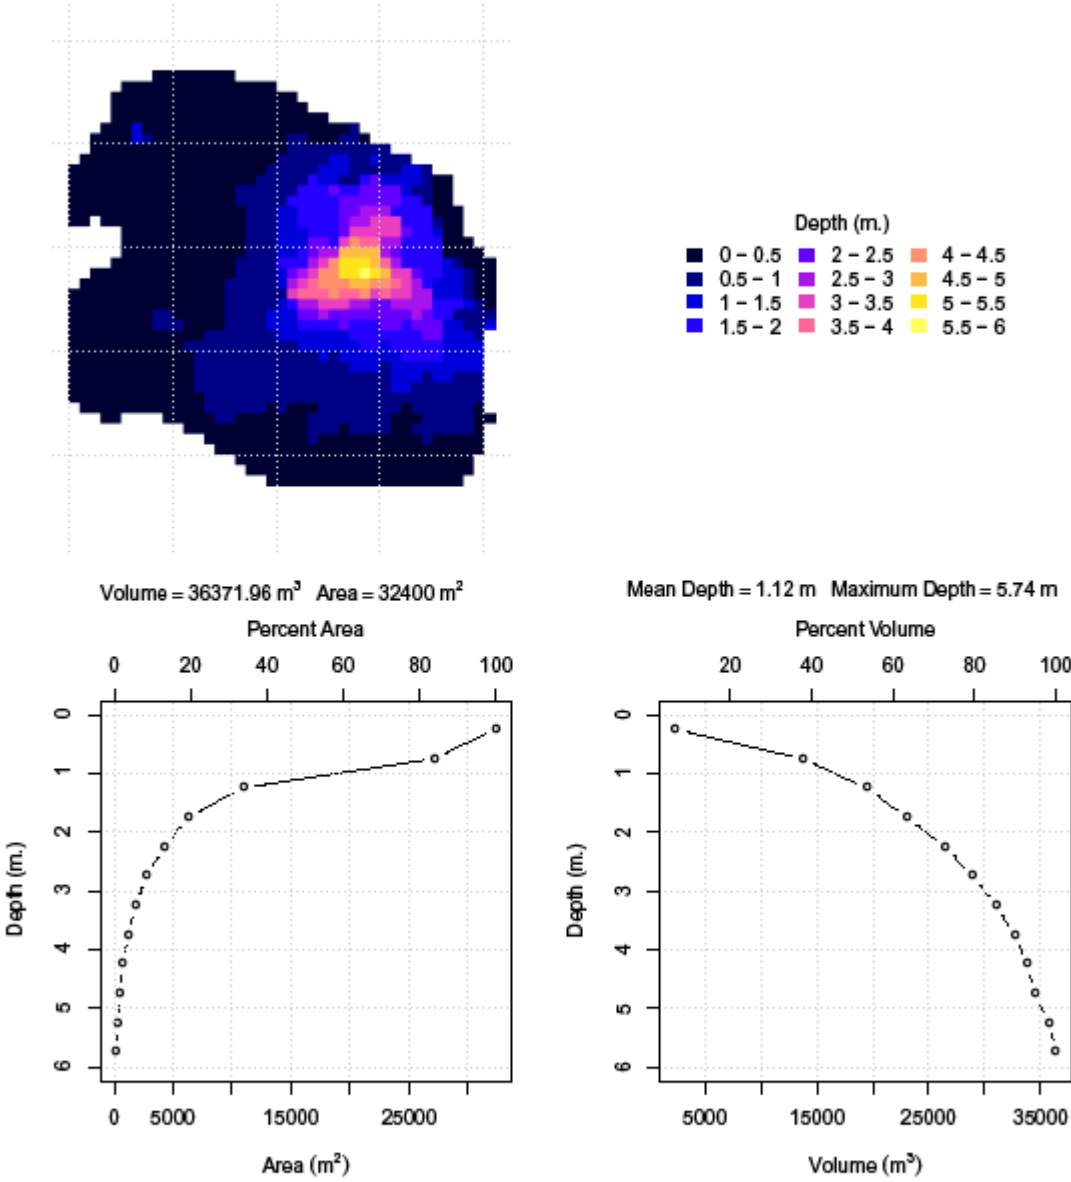 Depth (m.)
0 – 0.5 2 – 2.5 4 – 4.5
0.5 – 1 2.5 – 3 4.5 – 5
1 – 1.5 3 – 3.5 5 – 5.5
1.5 – 2 3.5 – 4 5.5 – 6
Volume = 36371.96 m³ Area = 32400 m²
Mean Depth = 1.12 m Maximum Depth = 5.74 m
Percent Area
0 20 40 60 80 100
0
1
2
3
4
5
6
Depth (m.)
0 5000 15000 25000
Area (m²)
Percent Volume
20 40 60 80 100
0
1
2
3
4
5
6
Depth (m.)
5000 15000 25000 35000
Volume (m³)